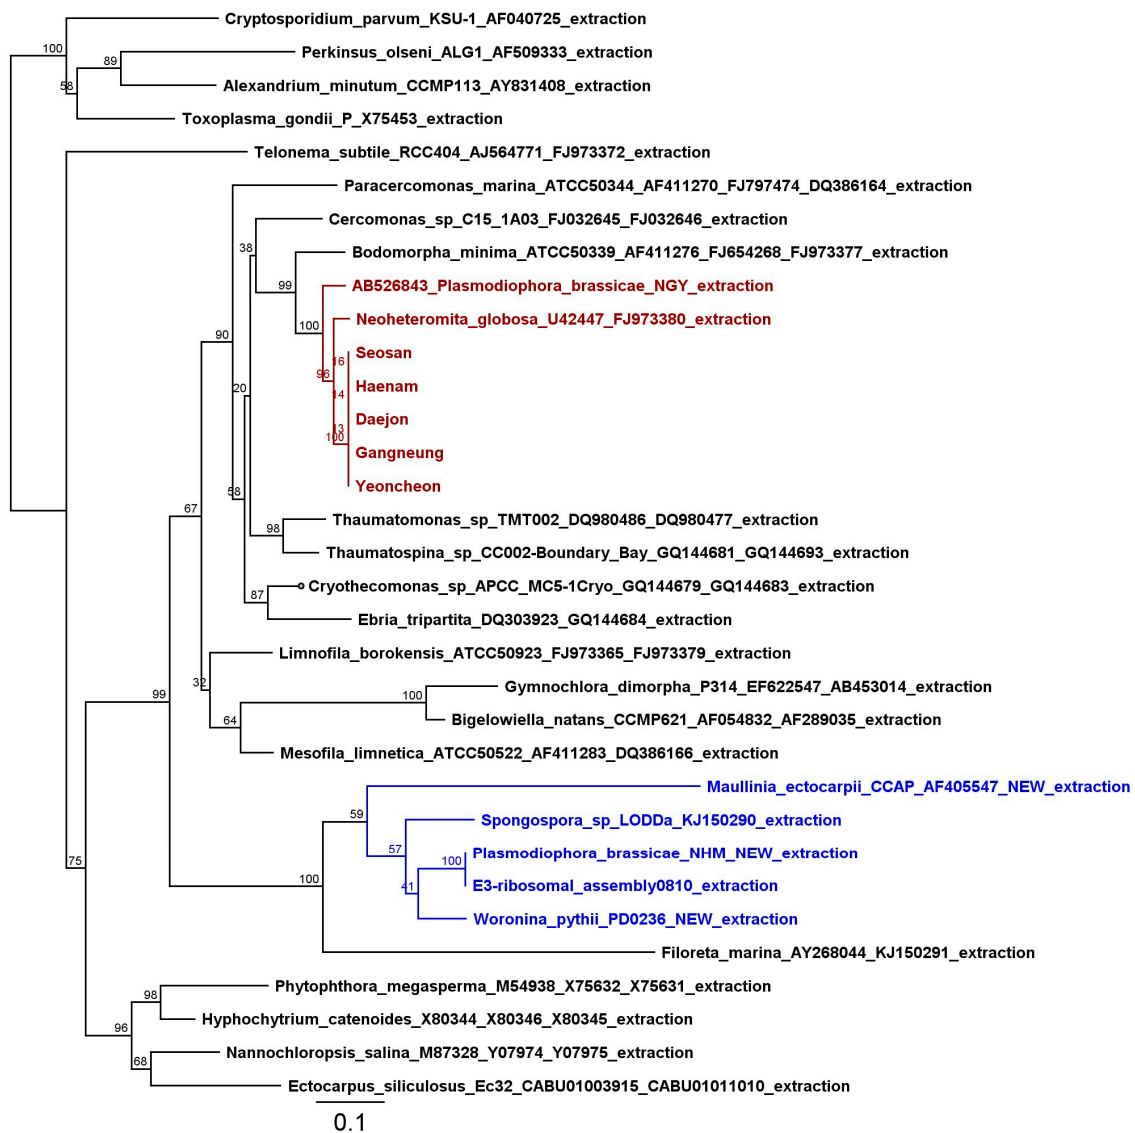 Cryptosporidium_parvum_KSU-1_AF040725_extraction
100
Perkinsus_olseni_ALG1_AF509333_extraction
89
58
Alexandrium_minutum_CCMP113_AY831408_extraction
Toxoplasma_gondii_P_X75453_extraction
Telonema_subtile_RCC404_AJ564771_FJ973372_extraction
Paracercomonas_marina_ATCC50344_AF411270_FJ797474_DQ386164_extraction
Cercomonas_sp_C15_1A03_FJ032645_FJ032646_extraction
38
Bodomorpha_minima_ATCC50339_AF411276_FJ654268_FJ973377_extraction
99
AB526843_Plasmodiophora_brassicae_NGY_extraction
Neoheteromita_globosa_U42447_FJ973380_extraction
100
90
Seosan
16
96
Haenam
20
14
Daejon
13
100
Gangneung
Yeoncheon
58
67
Thaumatomonas_sp_TMT002_DQ980486_DQ980477_extraction
98
Thaumatospina_sp_CC002-Boundary_Bay_GQ144681_GQ144693_extraction
Cryothecomonas_sp_APCC_MC5-1Cryo_GQ144679_GQ144683_extraction
87
Ebria_tripartita_DQ303923_GQ144684_extraction
Limnofila_borokensis_ATCC50923_FJ973365_FJ973379_extraction
32
Gymnochlora_dimorpha_P314_EF622547_AB453014_extraction
99
100
Bigelowiella_natans_CCMP621_AF054832_AF289035_extraction
64
Mesofila_limnetica_ATCC50522_AF411283_DQ386166_extraction
Maullinia_ectocarpii_CCAP_AF405547_NEW_extraction
59
Spongospora_sp_LODDa_KJ150290_extraction
57
Plasmodiophora_brassicae_NHM_NEW_extraction
75
100
100
E3-ribosomal_assembly0810_extraction
41
Woronina_pythii_PD0236_NEW_extraction
Filoreta_marina_AY268044_KJ150291_extraction
Phytophthora_megasperma_M54938_X75632_X75631_extraction
98
Hyphochytrium_catenoides_X80344_X80346_X80345_extraction
96
Nannochloropsis_salina_M87328_Y07974_Y07975_extraction
68
Ectocarpus_siliculosus_Ec32_CABU01003915_CABU01011010_extraction
0.1